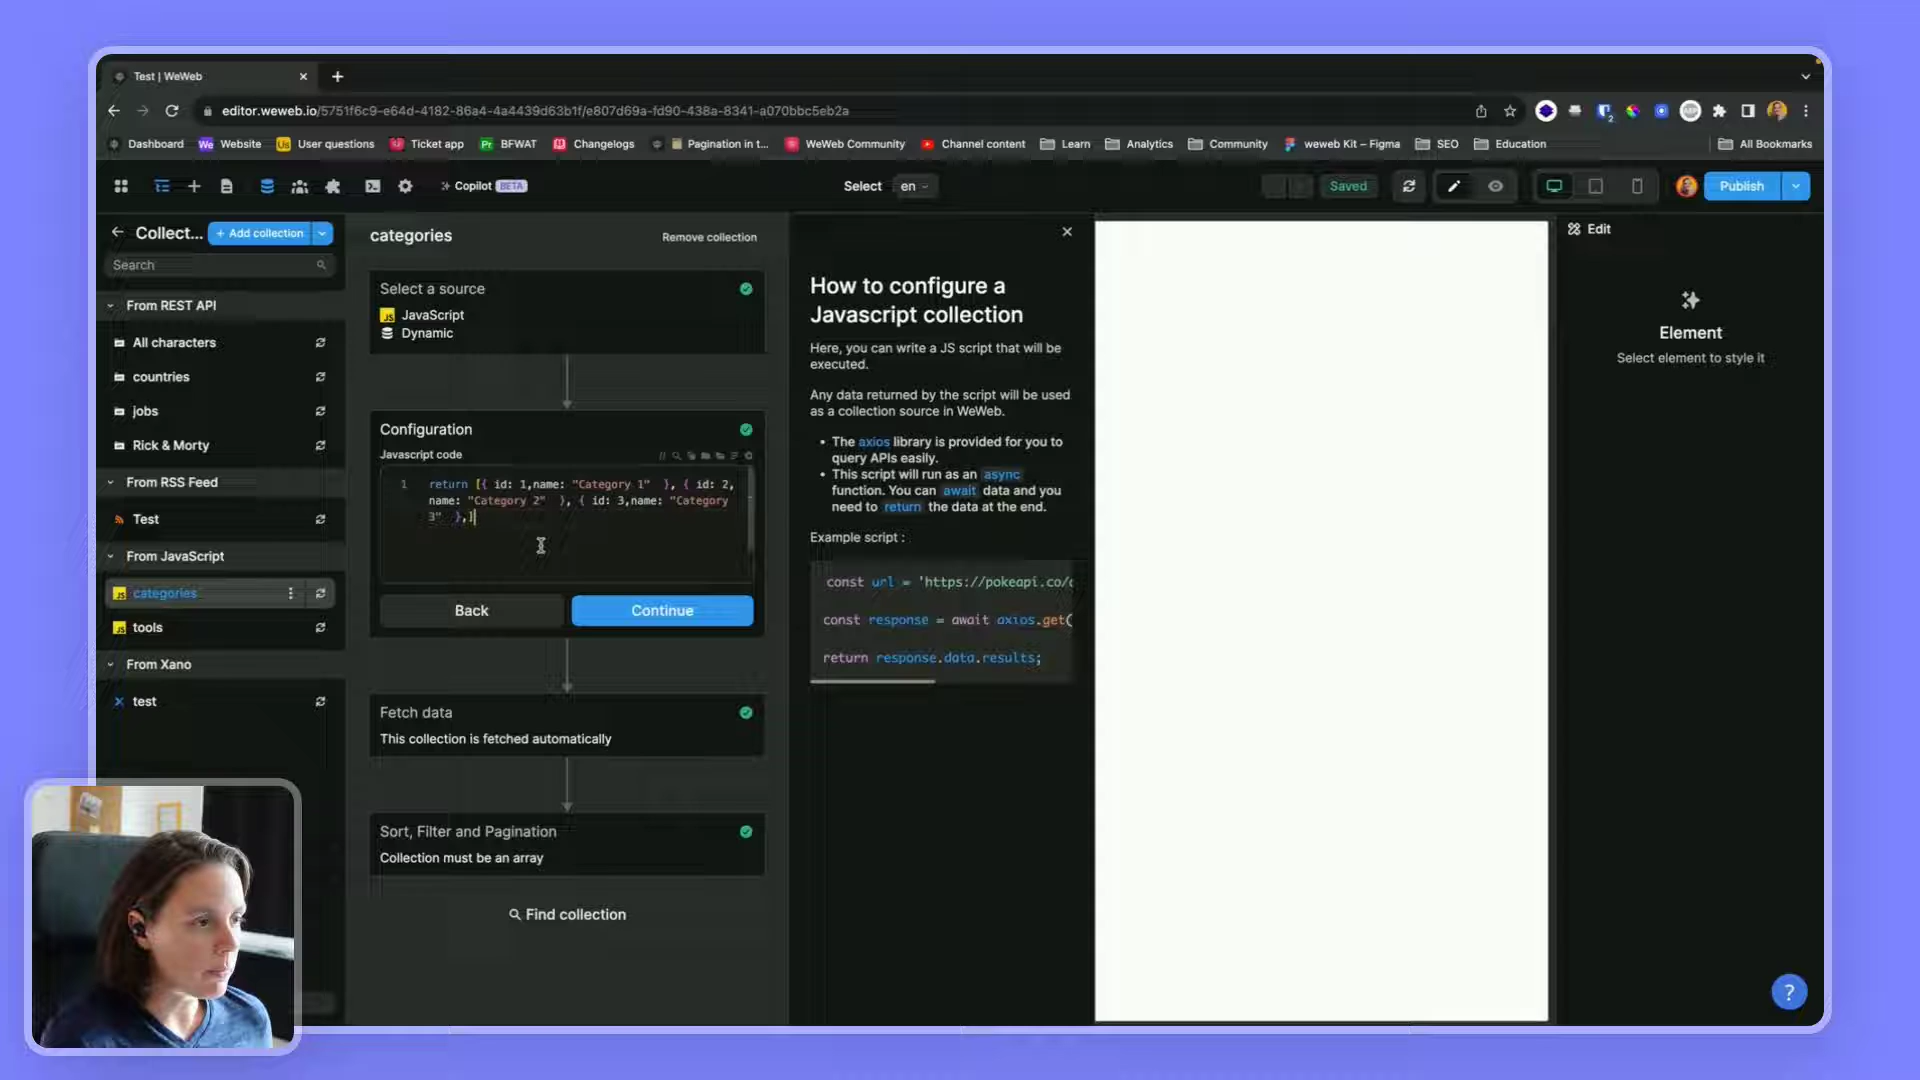 Test | WeWeb
editor.weweb.io/5751f6c9-e64d-4182-86a4-4a4439d63b1f/e807d69a-fd90-438a-8341-a070bbc5eb2a
Dashboard
Website
User questions
Ticket app
BFWAT
Changelogs
Pagination in t...
WeWeb Community
Channel content
Learn
Analytics
Community
weweb Kit – Figma
SEO
Education
All Bookmarks
Copilot BETA
Select en
Saved
Publish
Collect...
+ Add collection
Search
From REST API
All characters
countries
jobs
Rick & Morty
From RSS Feed
Test
From JavaScript
categories
tools
From Xano
test
categories
Remove collection
Select a source
JavaScript
Dynamic
Configuration
Javascript code
1 return [{ id: 1,name: "Category 1" }, { id: 2,
name: "Category 2" }, { id: 3,name: "Category
3" },]
Back
Continue
Fetch data
This collection is fetched automatically
Sort, Filter and Pagination
Collection must be an array
Find collection
How to configure a
Javascript collection
Here, you can write a JS script that will be
executed.
Any data returned by the script will be used
as a collection source in WeWeb.
• The axios library is provided for you to
query APIs easily.
• This script will run as an async
function. You can await data and you
need to return the data at the end.
Example script :
const url = 'https://pokeapi.co/
const response = await axios.get(
return response.data.results;
Edit
Element
Select element to style it
?